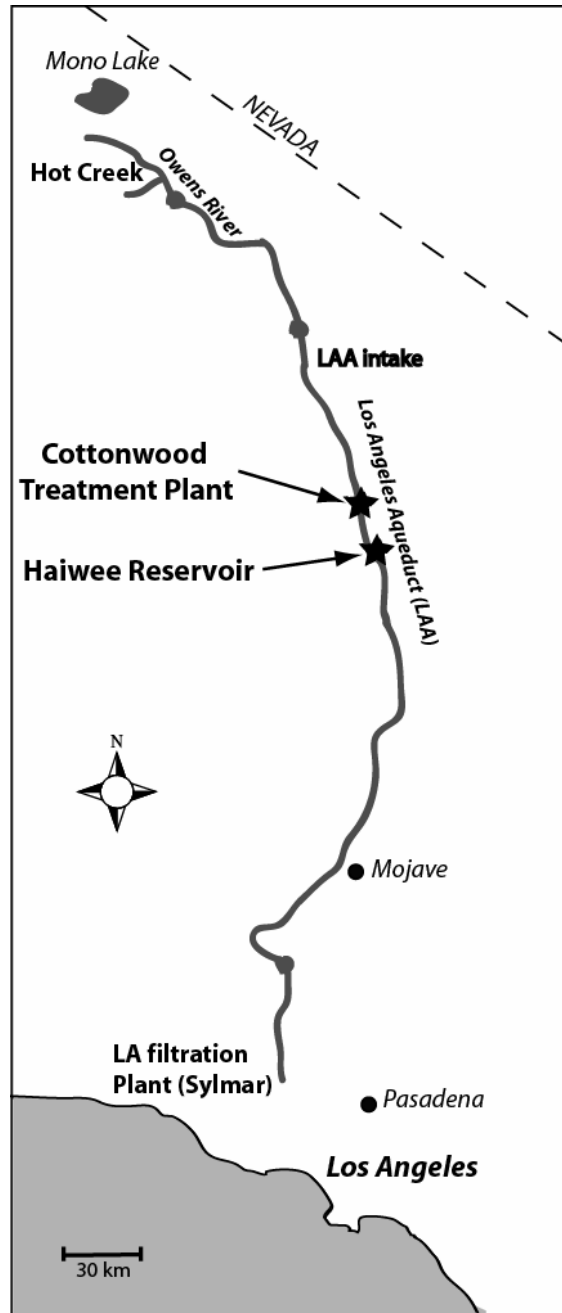 Mono Lake
NEVADA
Hot Creek
Owens River
LAA intake
Los Angeles Aqueduct (LAA)
Cottonwood
Treatment Plant
Haiwee Reservoir
N
Mojave
LA filtration
Plant (Sylmar)
Pasadena
Los Angeles
30 km